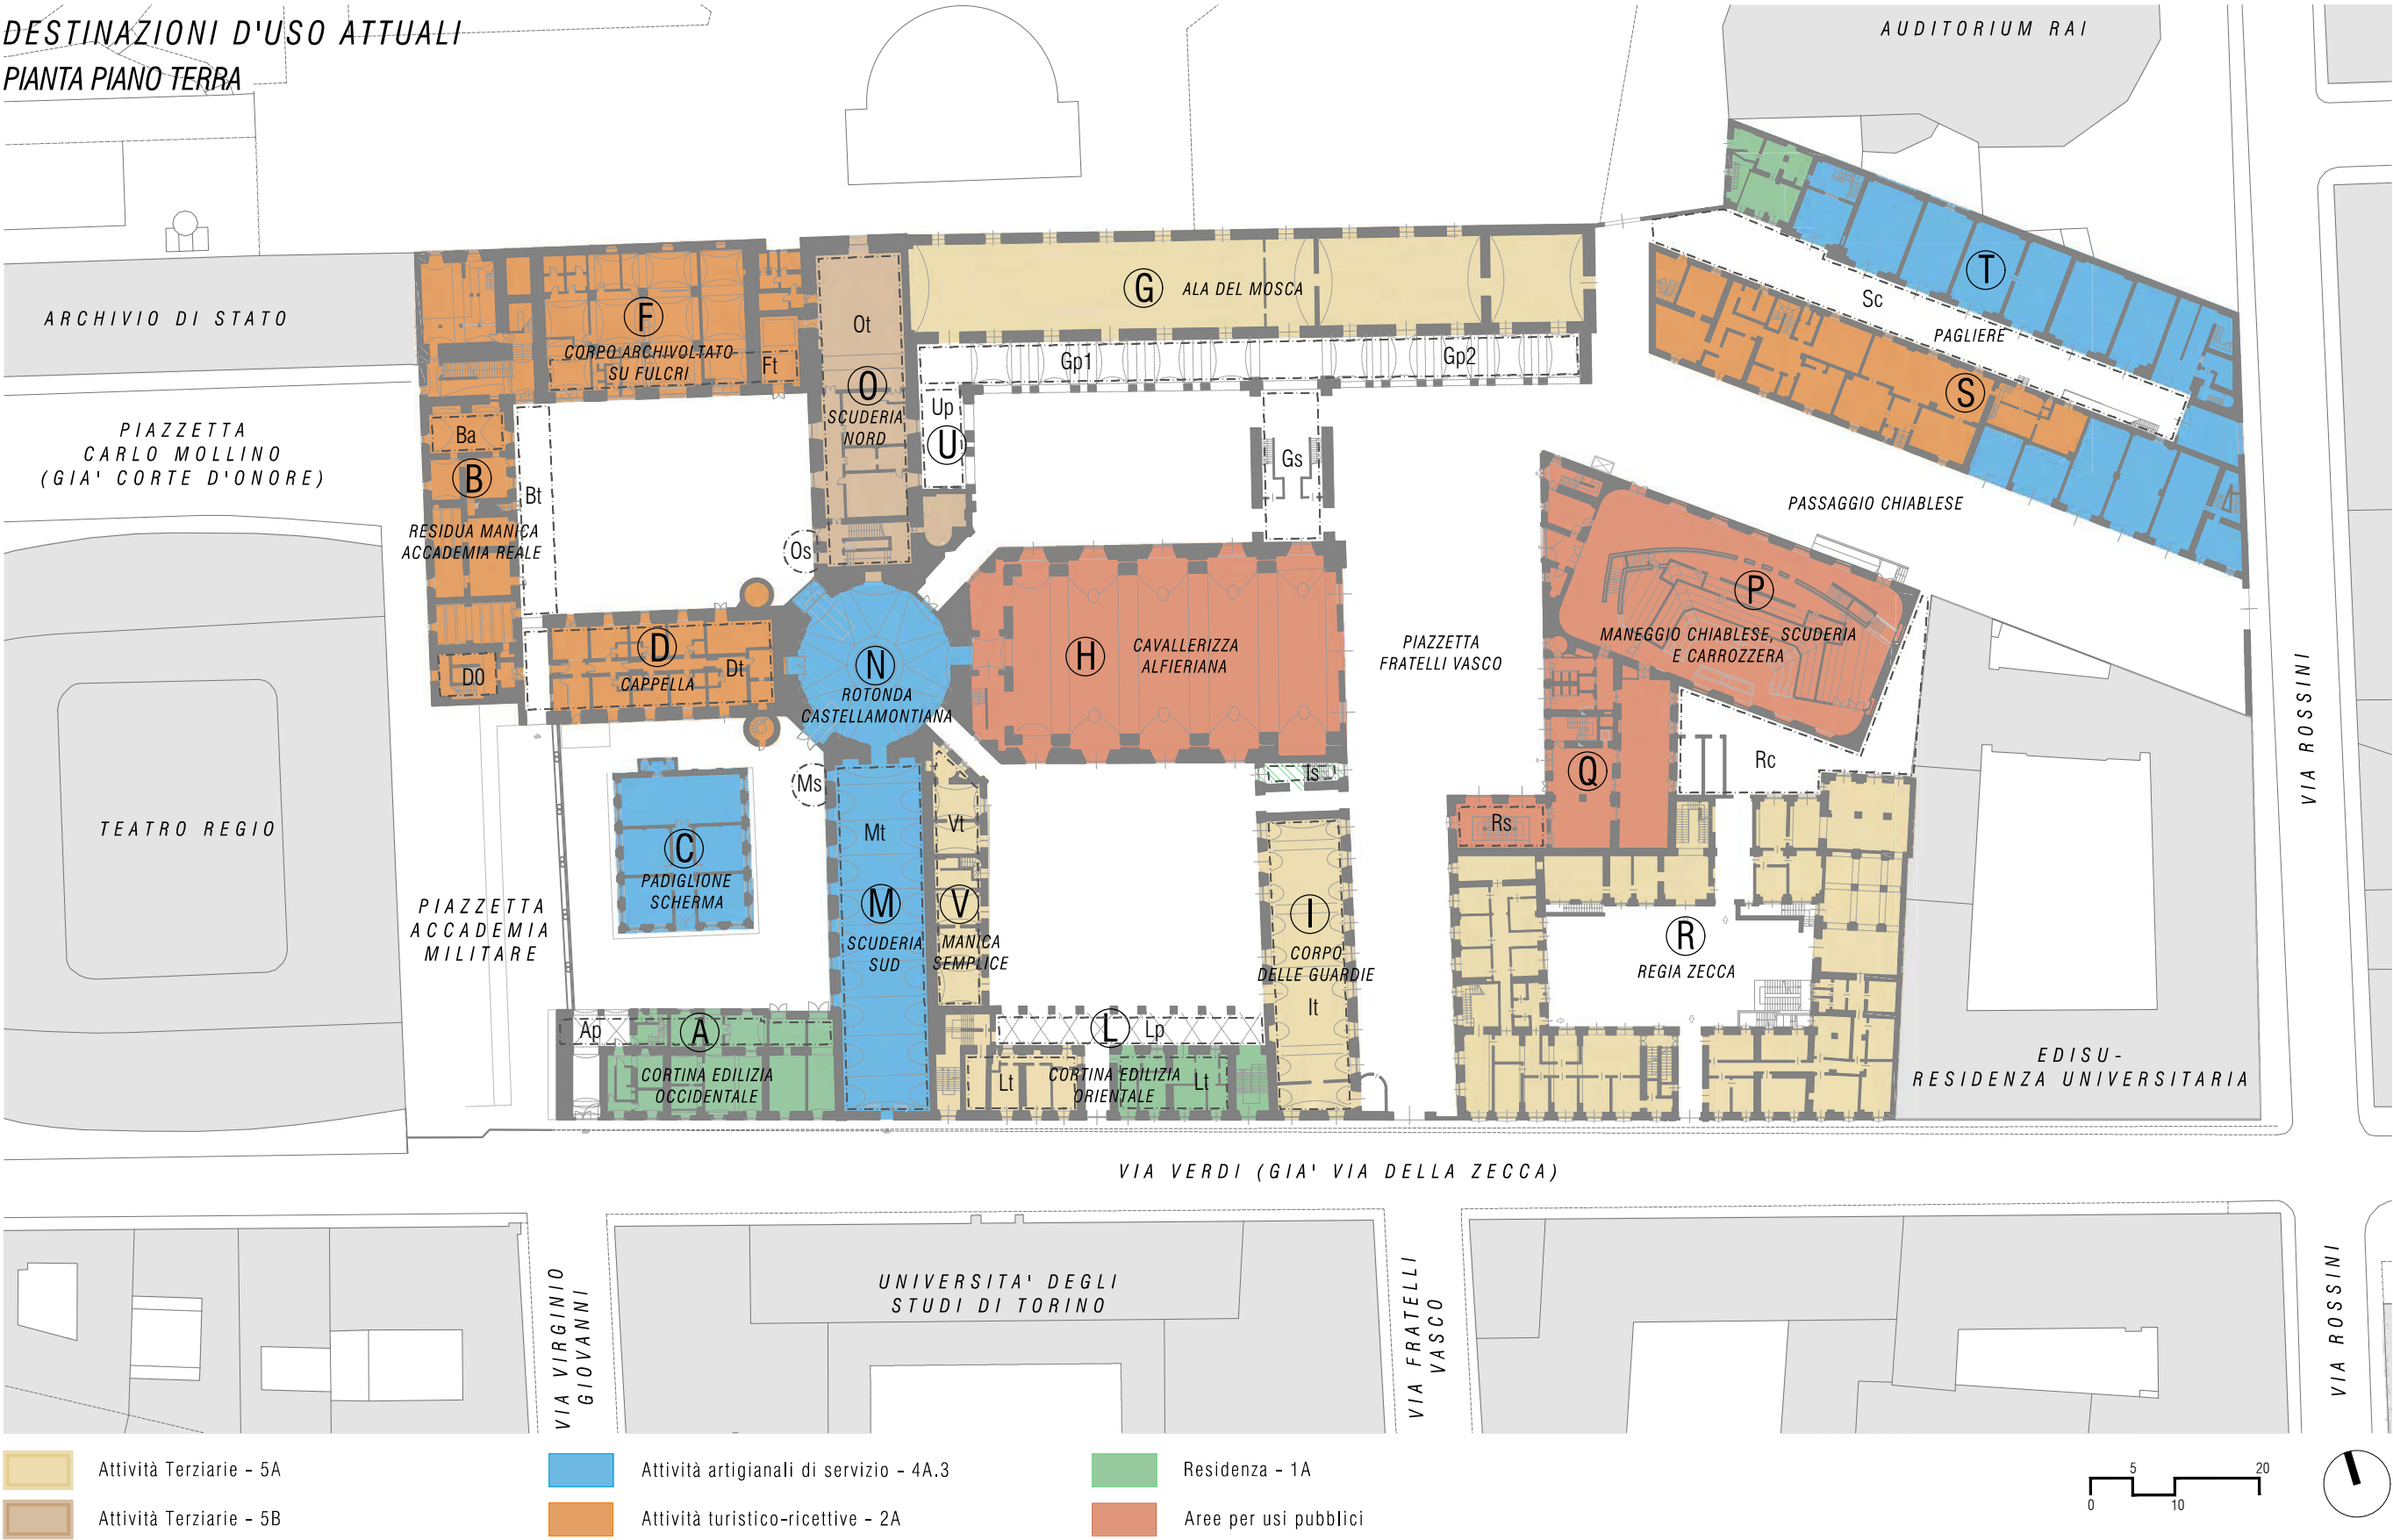 DESTINAZIONI D'USO ATTUALI
PIANTA PIANO TERRA
AUDITORIUM RAI
ARCHIVIO DI STATO
F
CORPO ARCHIVOLTATO
SU FULCRI
Ft
Ot
O
SCUDERIA
NORD
G
ALA DEL MOSCA
Gp1
Gp2
T
Sc
PAGLIERE
S
PIAZZETTA
CARLO MOLLINO
(GIA' CORTE D'ONORE)
Ba
B
Bt
RESIDUA MANICA
ACCADEMIA REALE
Up
U
Gs
Os
PASSAGGIO CHIABLESE
P
MANEGGIO CHIABLESE, SCUDERIA
E CARROZZERA
D
Dt
CAPPELLA
D0
N
ROTONDA
CASTELLAMONTIANA
H
CAVALLERIZZA
ALFIERIANA
PIAZZETTA
FRATELLI VASCO
VIA ROSSINI
Ms
Is
Q
Rc
Rs
TEATRO REGIO
C
PADIGLIONE
SCHERMA
Mt
M
SCUDERIA
SUD
Vt
V
MANICA
SEMPLICE
I
CORPO
DELLE GUARDIE
It
R
REGIA ZECCA
PIAZZETTA
ACCADEMIA
MILITARE
Ap
A
CORTINA EDILIZIA
OCCIDENTALE
L
Lp
Lt
CORTINA EDILIZIA
ORIENTALE
Lt
EDISU-
RESIDENZA UNIVERSITARIA
VIA VERDI (GIA' VIA DELLA ZECCA)
VIA VIRGINIO
GIOVANNI
UNIVERSITA' DEGLI
STUDI DI TORINO
VIA FRATELLI
VASCO
VIA ROSSINI
Attività Terziarie - 5A
Attività artigianali di servizio - 4A.3
Residenza - 1A
Attività Terziarie - 5B
Attività turistico-ricettive - 2A
Aree per usi pubblici
5
20
0
10